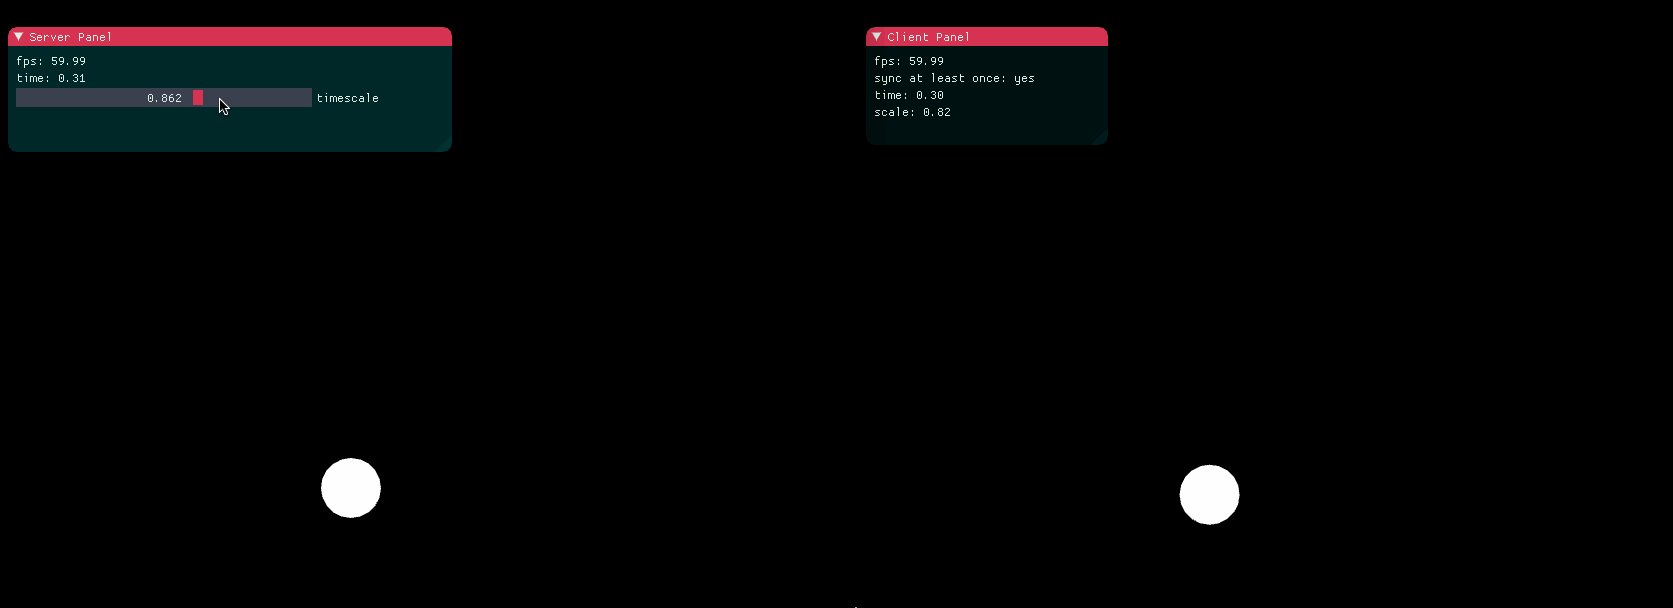 Server Panel
fps: 59.99
time: 0.31
0.862 timescale
Client Panel
fps: 59.99
sync at least once: yes
time: 0.30
scale: 0.82